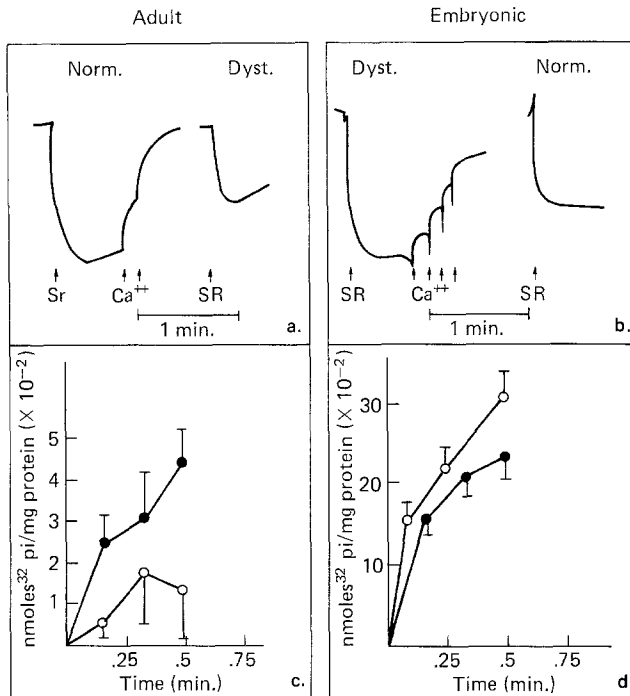 Adult
Embryonic
Norm.
Dyst.
Sr
Ca++
SR
1 min.
a.
Dyst.
Norm.
SR
Ca++
SR
1 min.
b.
nmoles32 pi/mg protein (X 10-2)
5
4
3
2
1
.25
.5
.75
Time (min.)
c.
30
20
10
nmoles32 pi/mg protein (X 10-2)
.25
.5
.75
Time (min.)
d